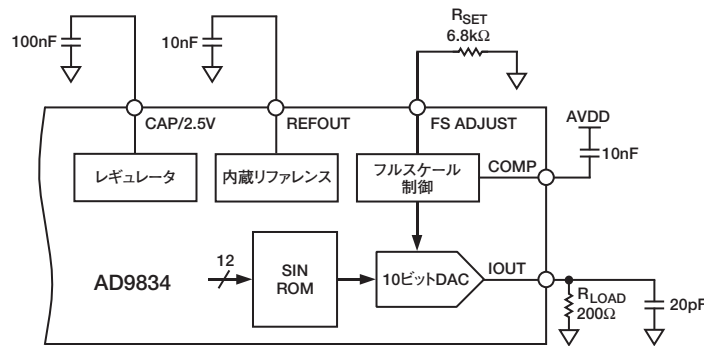 100nF
10nF
RSET
6.8kΩ
CAP/2.5V
REFOUT
FS ADJUST
AVDD
10nF
COMP
レギュレータ
内蔵リファレンス
フルスケール
制御
AD9834
12
SIN
ROM
10ビットDAC
IOUT
RLOAD
200Ω
20pF